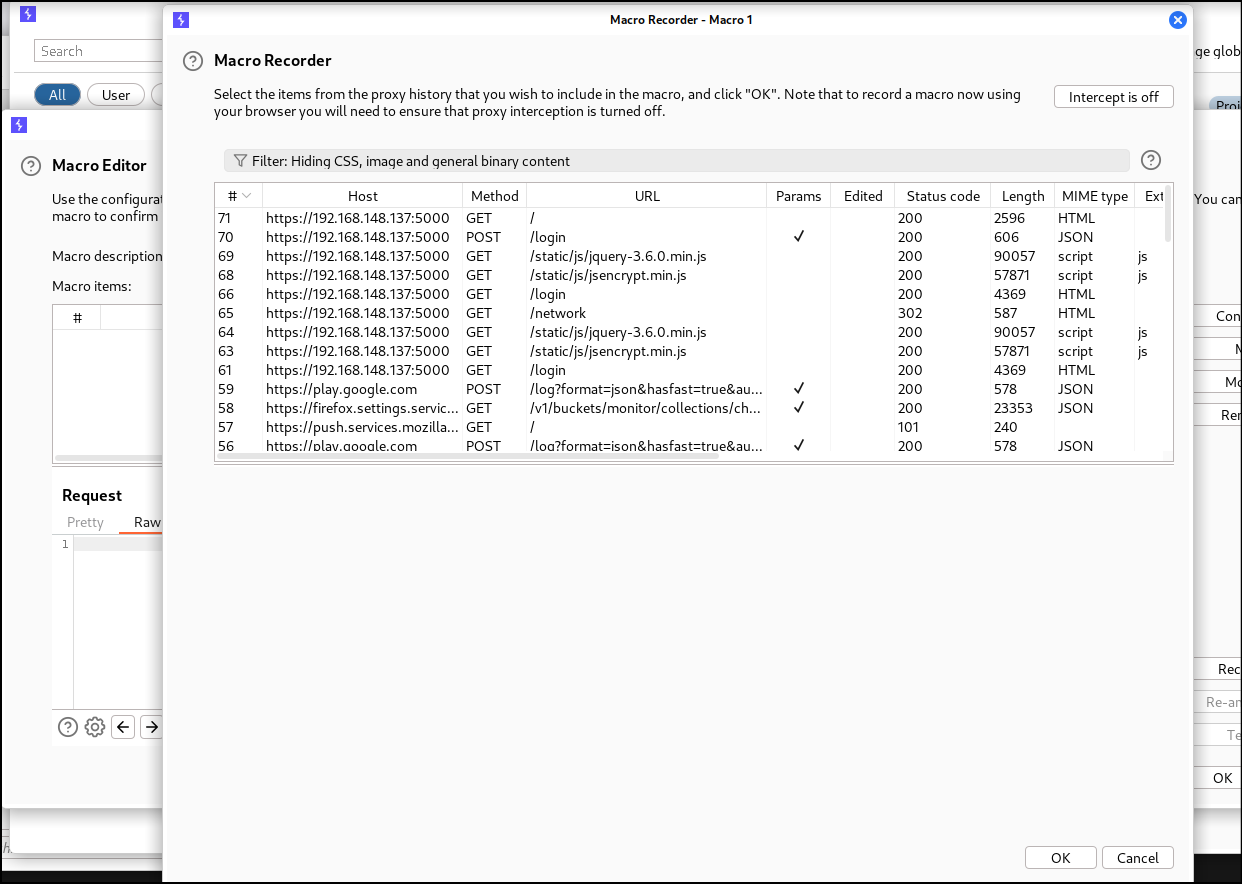 Macro Recorder - Macro 1
Search
All
User
Macro Editor
Use the configurat
macro to confirm
Macro description
Macro items:
#
Request
Pretty
Raw
1
Macro Recorder
Select the items from the proxy history that you wish to include in the macro, and click "OK". Note that to record a macro now using
your browser you will need to ensure that proxy interception is turned off.
Intercept is off
Filter: Hiding CSS, image and general binary content
# Host Method URL Params Edited Status code Length MIME type Ext
71 https://192.168.148.137:5000 GET / 200 2596 HTML
70 https://192.168.148.137:5000 POST /login ✓ 200 606 JSON
69 https://192.168.148.137:5000 GET /static/js/jquery-3.6.0.min.js 200 90057 script js
68 https://192.168.148.137:5000 GET /static/js/jsencrypt.min.js 200 57871 script js
66 https://192.168.148.137:5000 GET /login 200 4369 HTML
65 https://192.168.148.137:5000 GET /network 302 587 HTML
64 https://192.168.148.137:5000 GET /static/js/jquery-3.6.0.min.js 200 90057 script js
63 https://192.168.148.137:5000 GET /static/js/jsencrypt.min.js 200 57871 script js
61 https://192.168.148.137:5000 GET /login 200 4369 HTML
59 https://play.google.com POST /log?format=json&hasfast=true&au... ✓ 200 578 JSON
58 https://firefox.settings.servic... GET /v1/buckets/monitor/collections/ch... ✓ 200 23353 JSON
57 https://push.services.mozilla... GET / 101 240
56 https://play.google.com POST /log?format=json&hasfast=true&au... ✓ 200 578 JSON
OK
Cancel
ge glob
Proj
You can
Con
Mo
Rer
Rec
Re-an
Te
OK